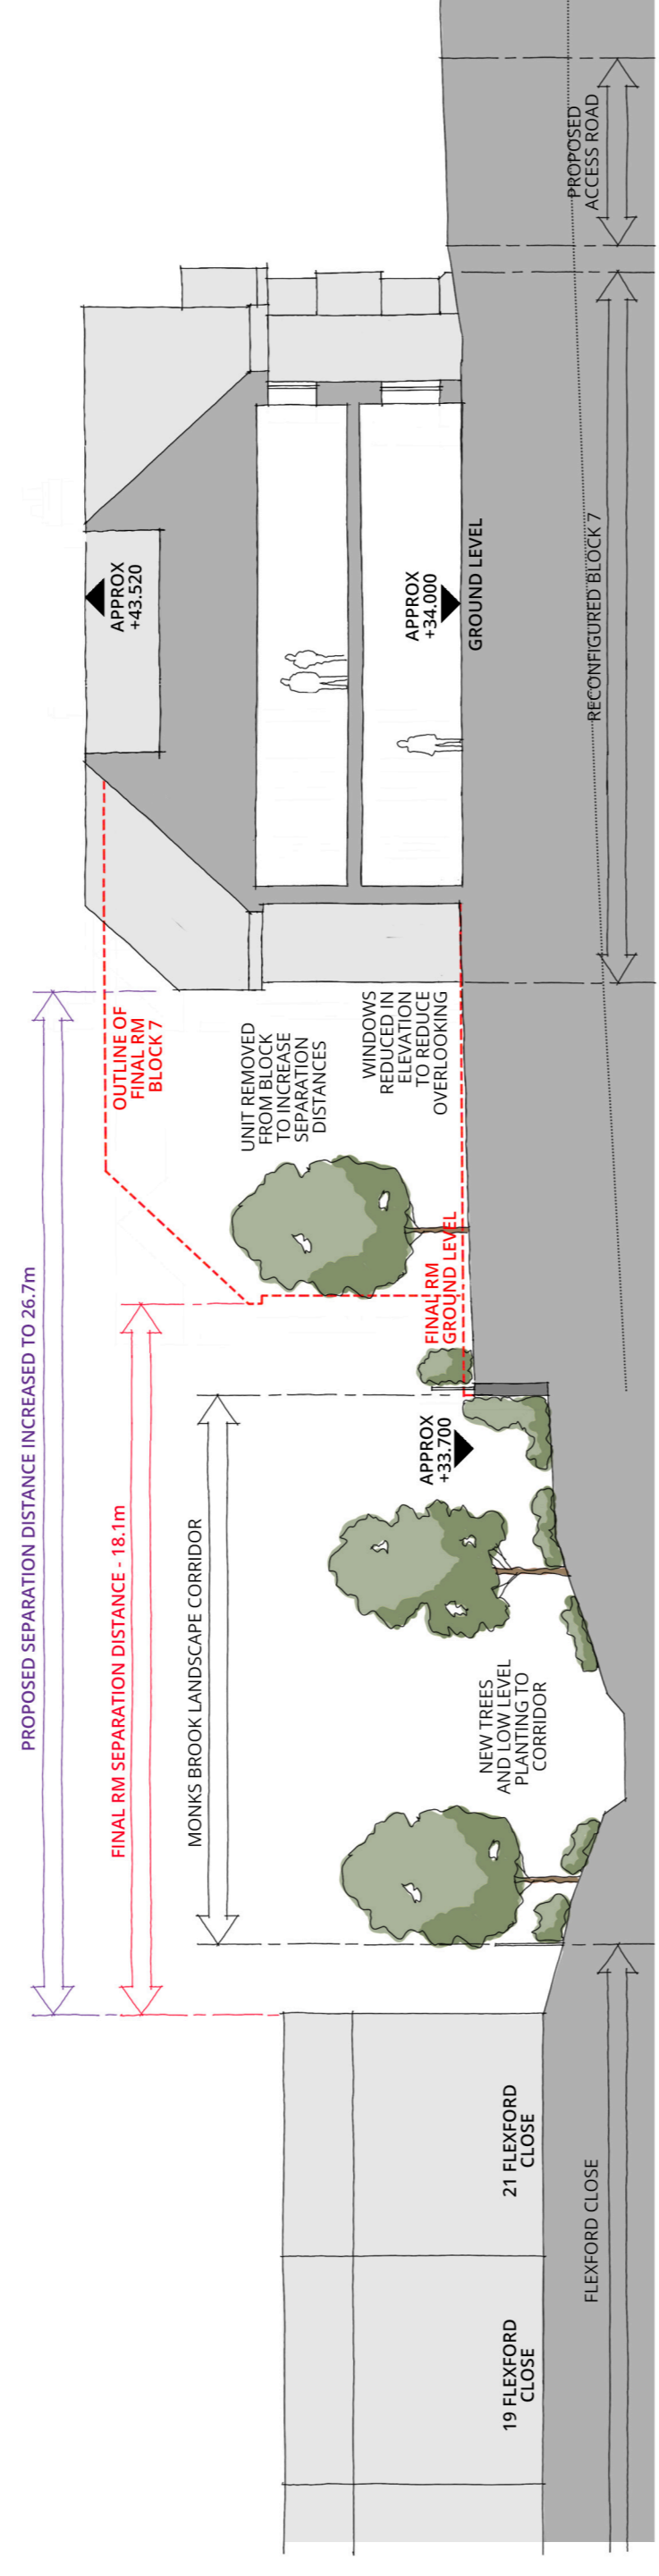 PROPOSED SEPARATION DISTANCE INCREASED TO 26.7m
FINAL RM SEPARATION DISTANCE - 18.1m
MONKS BROOK LANDSCAPE CORRIDOR
OUTLINE OF
FINAL RM
BLOCK 7
APPROX
+43.520
UNIT REMOVED
FROM BLOCK
TO INCREASE
SEPARATION
DISTANCES
WINDOWS
REDUCED IN
ELEVATION
TO REDUCE
OVERLOOKING
APPROX
+34.000
GROUND LEVEL
FINAL RM
GROUND LEVEL
APPROX
+33.700
NEW TREES
AND LOW LEVEL
PLANTING TO
CORRIDOR
19 FLEXFORD
CLOSE
21 FLEXFORD
CLOSE
FLEXFORD CLOSE
RECONFIGURED BLOCK 7
PROPOSED
ACCESS ROAD